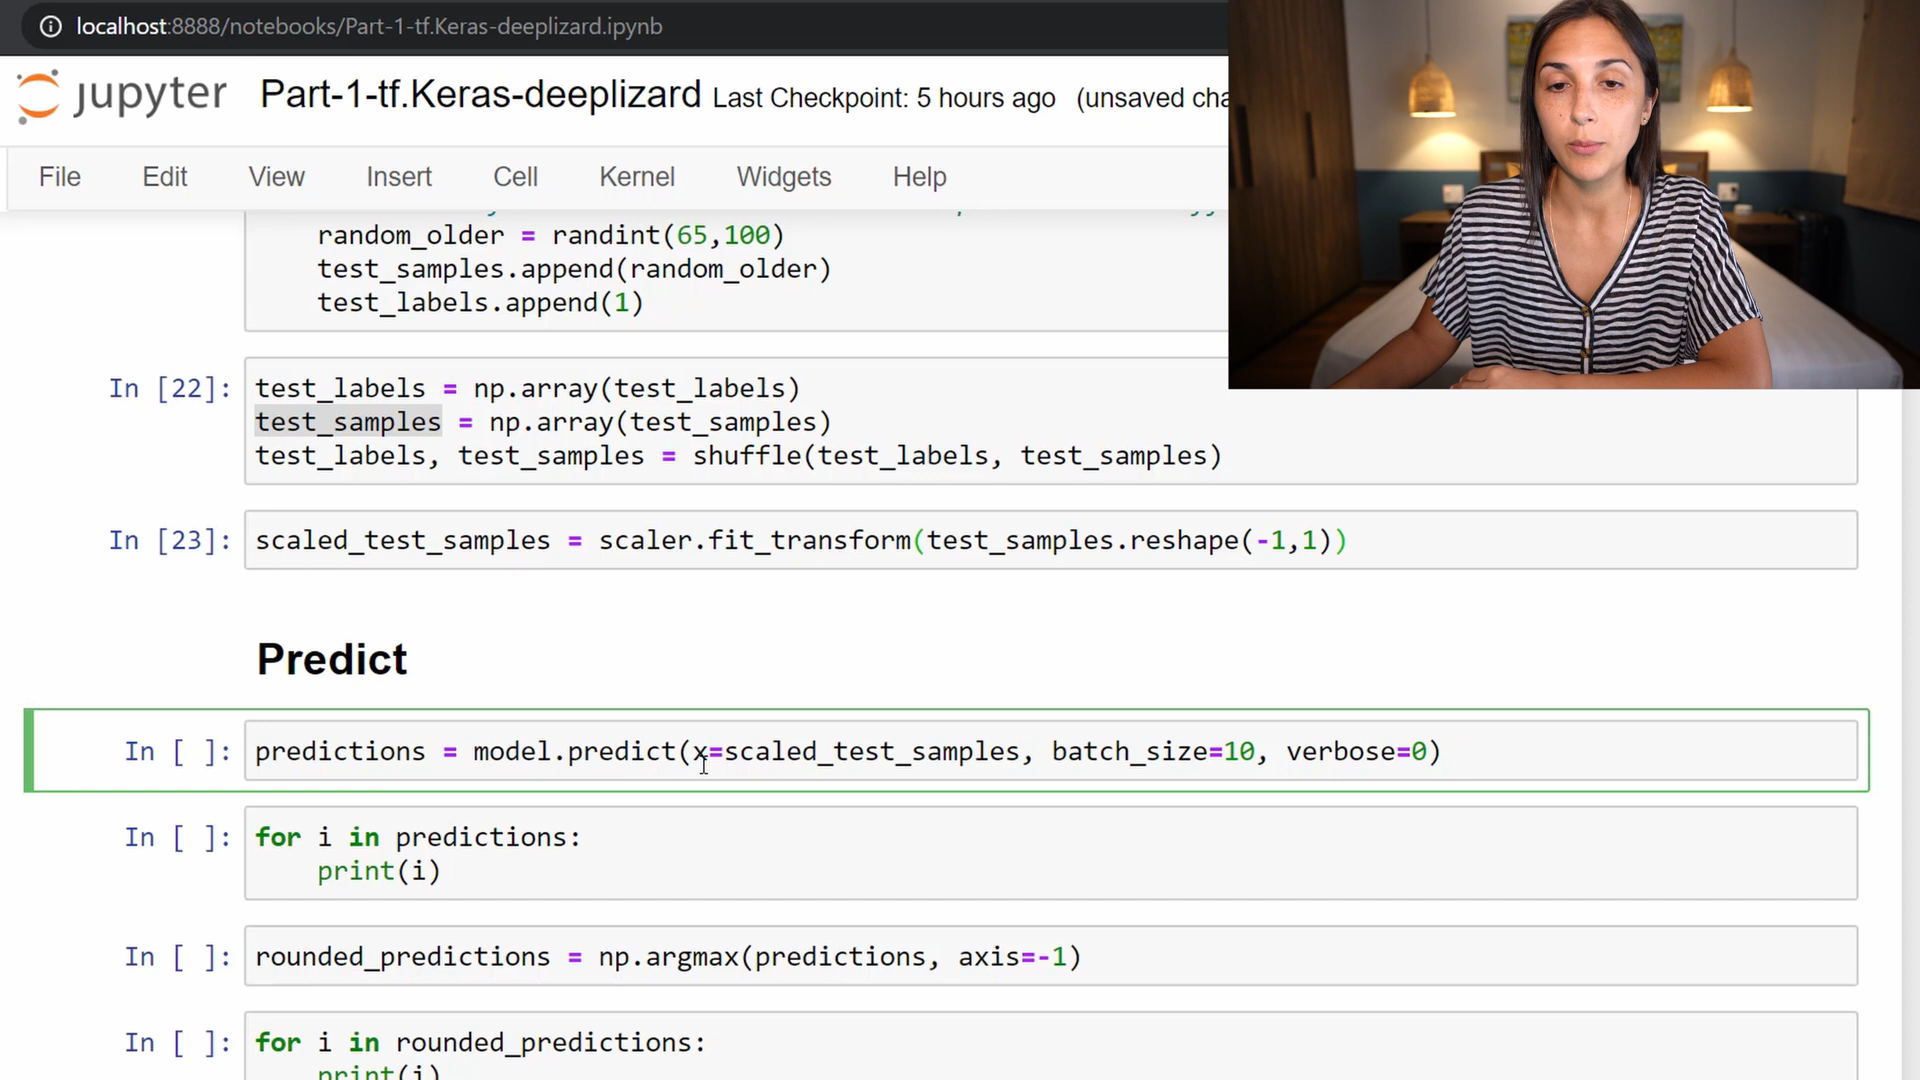 localhost:8888/notebooks/Part-1-tf.Keras-deeplizard.ipynb
jupyter Part-1-tf.Keras-deeplizard Last Checkpoint: 5 hours ago (unsaved cha
File Edit View Insert Cell Kernel Widgets Help
random_older = randint(65,100)
test_samples.append(random_older)
test_labels.append(1)
In [22]: test_labels = np.array(test_labels)
test_samples = np.array(test_samples)
test_labels, test_samples = shuffle(test_labels, test_samples)
In [23]: scaled_test_samples = scaler.fit_transform(test_samples.reshape(-1,1))
Predict
In [ ]: predictions = model.predict(x=scaled_test_samples, batch_size=10, verbose=0)
In [ ]: for i in predictions:
print(i)
In [ ]: rounded_predictions = np.argmax(predictions, axis=-1)
In [ ]: for i in rounded_predictions:
print(i)